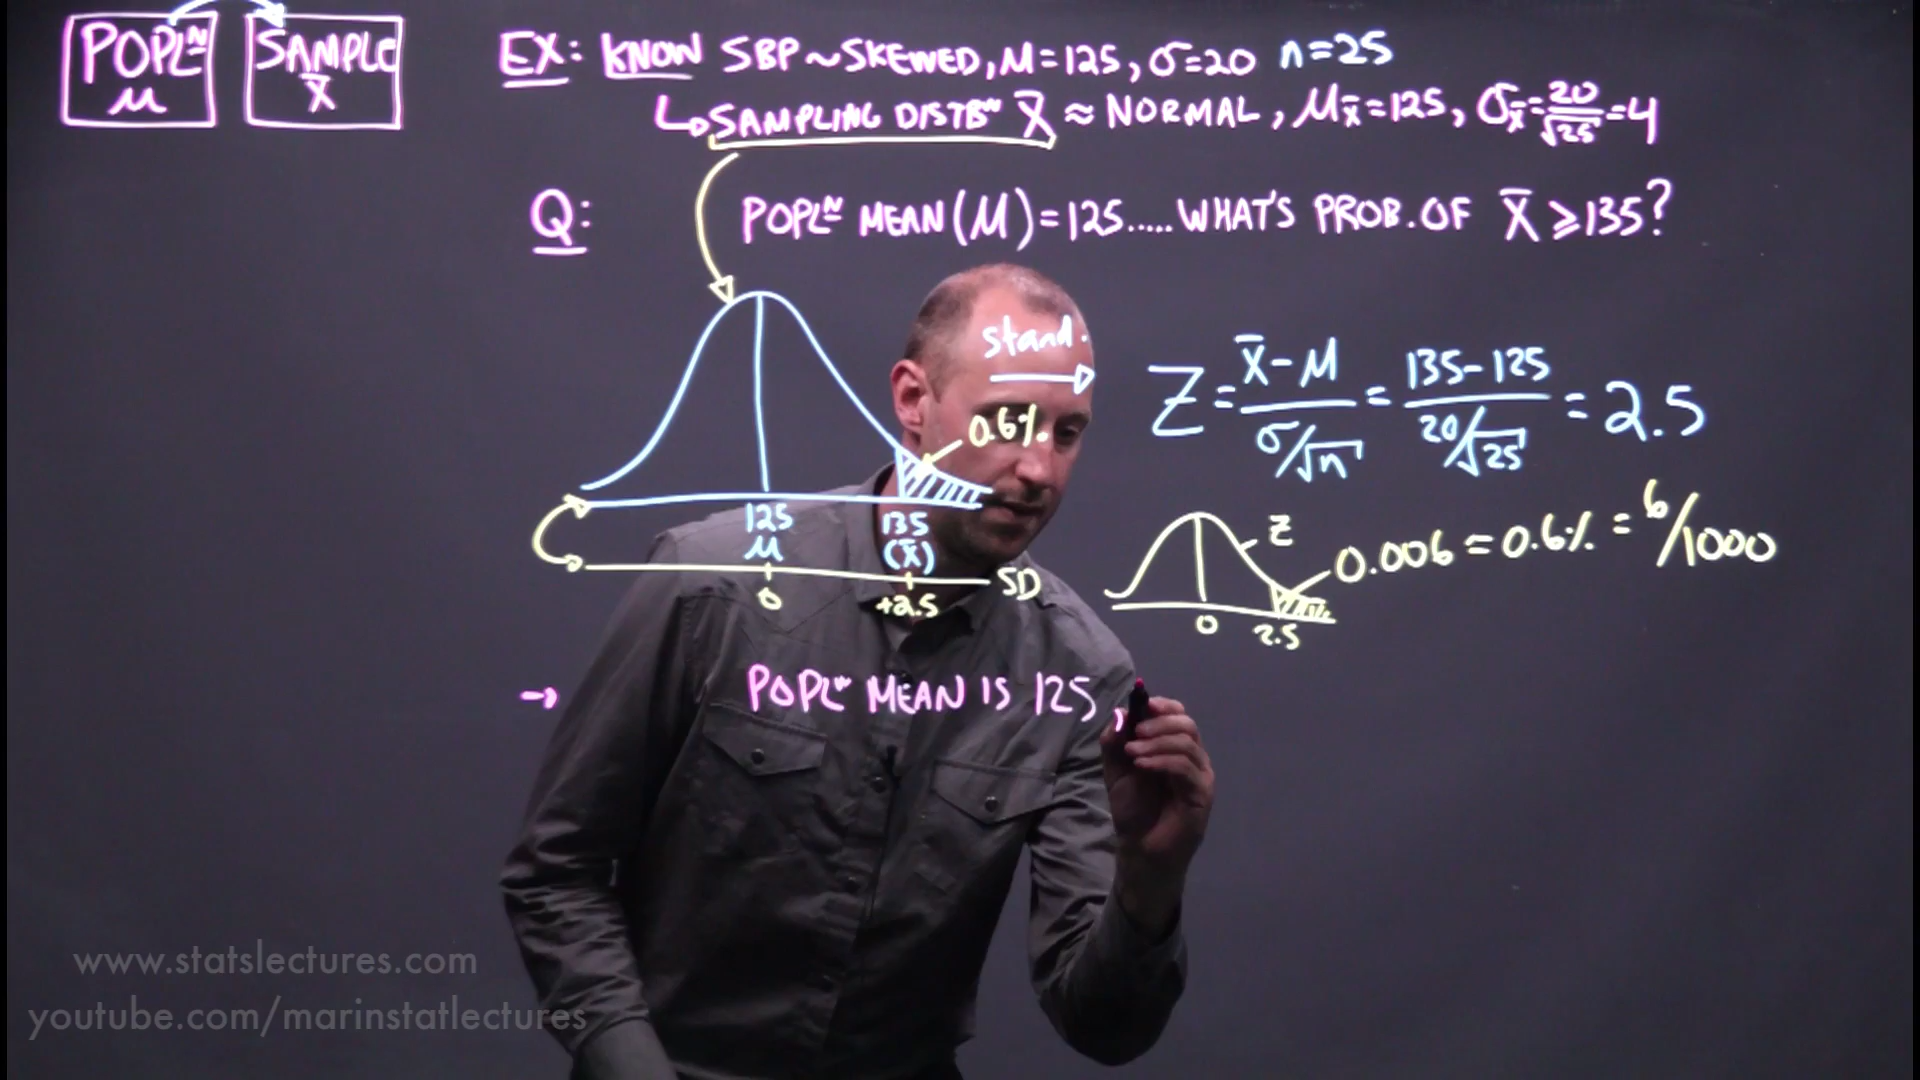 POPLᴺ
μ
SAMPLE
x̄
EX: KNOW SBP ~ SKEWED, μ=125, σ=20 n=25
↳ SAMPLING DISTBᴺ x̄ ≈ NORMAL, μx̄=125, σx̄=20/√25=4
Q: POPLᴺ MEAN (μ)=125.....WHAT'S PROB. OF x̄ ≥135?
stand.
Z = x̄-μ / σ/√n = 135-125 / 20/√25 = 2.5
0.6%
125
μ
135
(x̄)
SD
0
+2.5
Z
0.006 = 0.6% = 6/1000
0
2.5
→ POPLᴺ MEAN IS 125,
www.statslectures.com
youtube.com/marinstatlectures